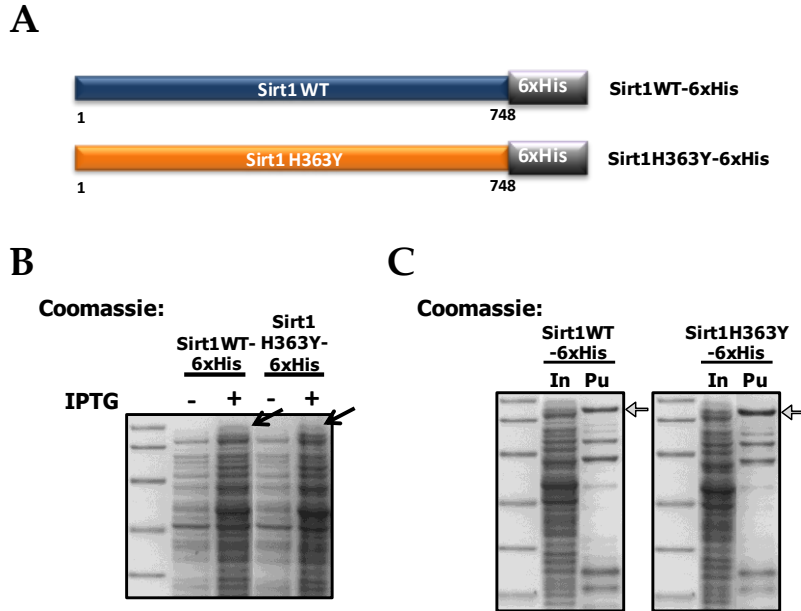 A
Sirt1 WT
6xHis
Sirt1WT-6xHis
1
748
Sirt1 H363Y
6xHis
Sirt1H363Y-6xHis
1
748
B
Coomassie:
Sirt1WT-
6xHis
Sirt1
H363Y-
6xHis
IPTG - + - +
C
Coomassie:
Sirt1WT
-6xHis
In Pu
Sirt1H363Y
-6xHis
In Pu